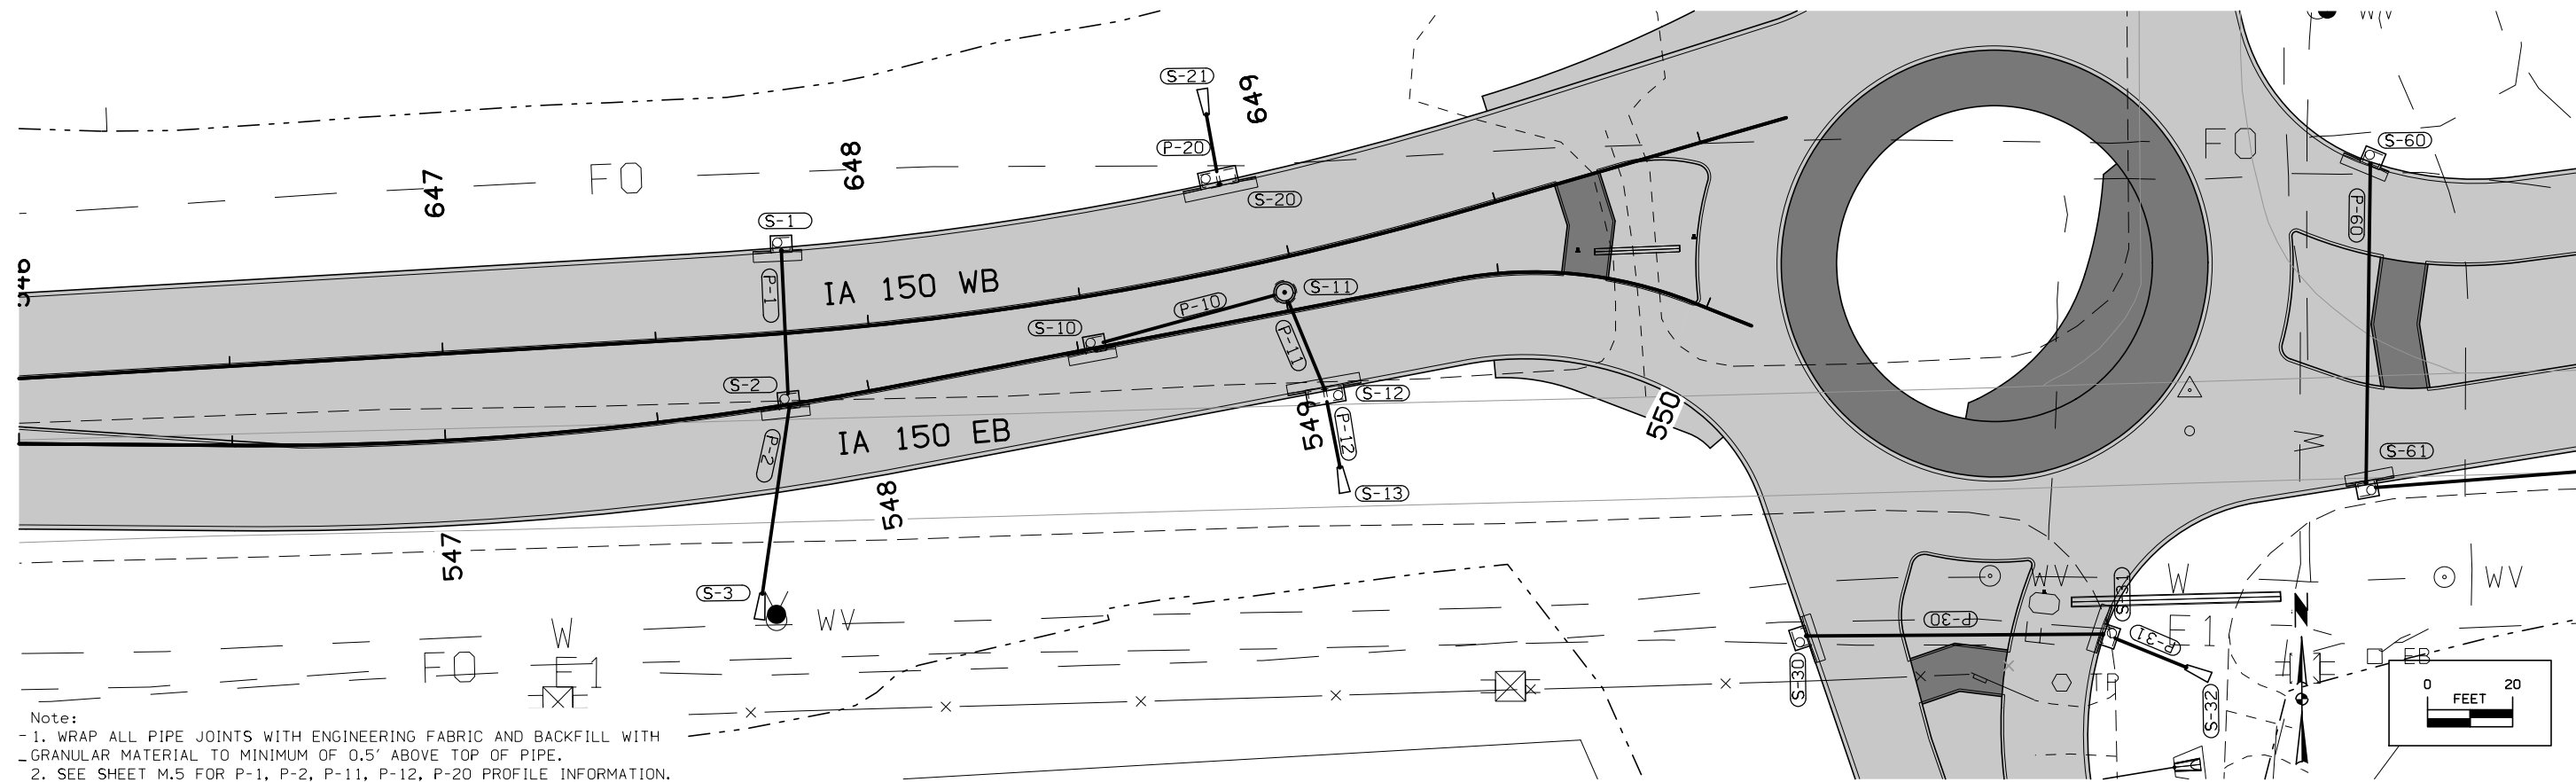 WV
S-21
649
FO
S-60
P-20
647
648
FO
S-20
P-60
S-1
P-1
IA 150 WB
S-11
P-10
S-10
P-11
S-2
S-12
549
550
P-12
IA 150 EB
P-2
W
S-61
548
S-13
547
S-3
WV
WV
W
WV
S-31
W
P-30
P-31
F1
FO
F1
S-30
TP
EB
S-32
0 20
FEET
Note:
1. WRAP ALL PIPE JOINTS WITH ENGINEERING FABRIC AND BACKFILL WITH
GRANULAR MATERIAL TO MINIMUM OF 0.5' ABOVE TOP OF PIPE.
2. SEE SHEET M.5 FOR P-1, P-2, P-11, P-12, P-20 PROFILE INFORMATION.